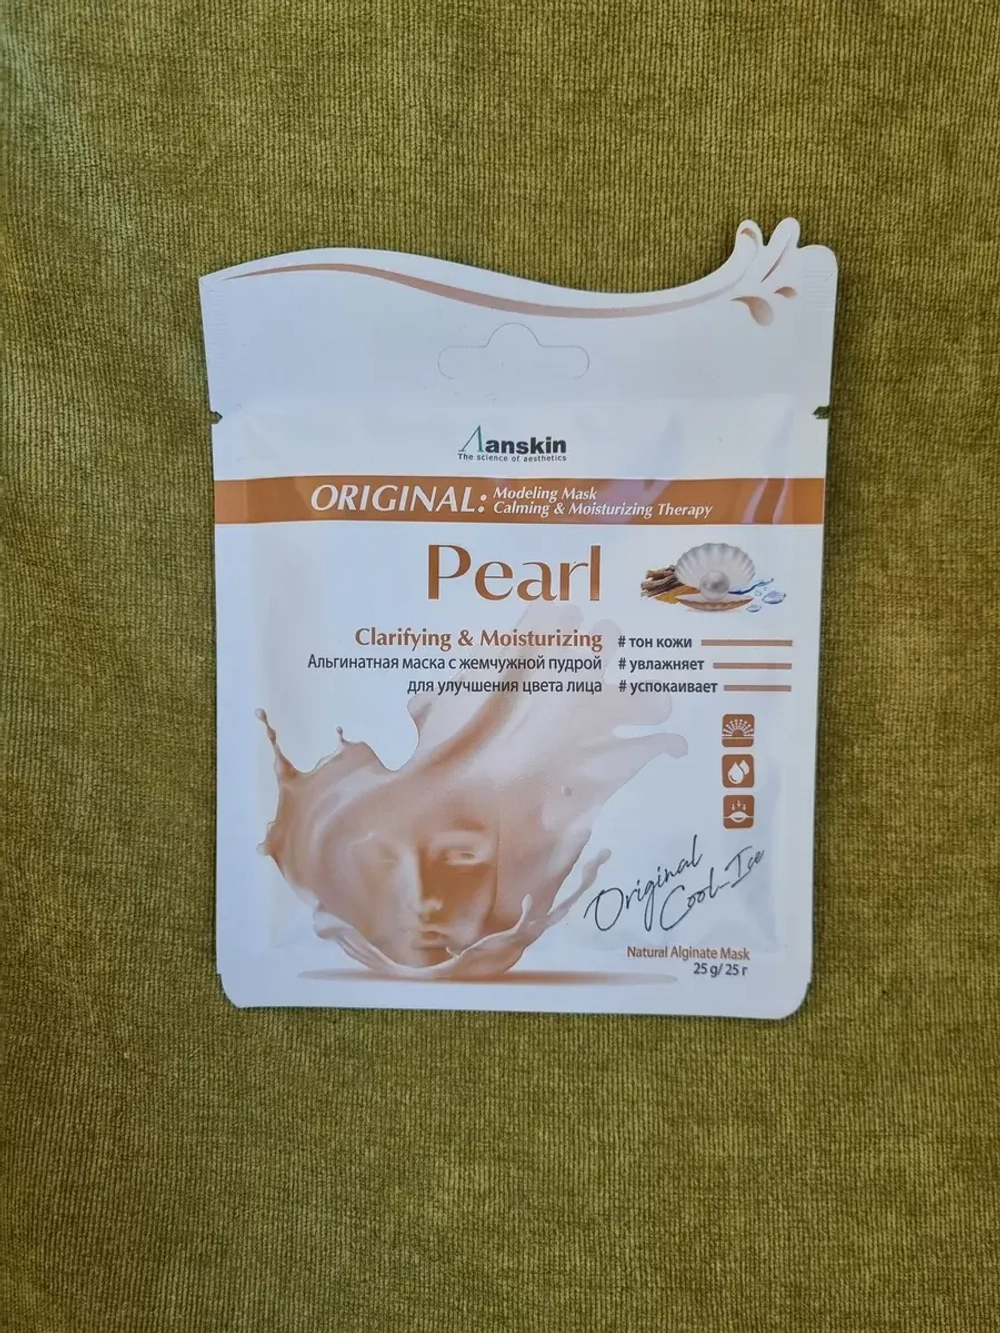 Aanskin
The science of aesthetics
ORIGINAL: Modeling Mask
Calming & Moisturizing Therapy
Pearl
Clarifying & Moisturizing
Альгинатная маска с жемчужной пудрой
для улучшения цвета лица
# тон кожи
# увлажняет
# успокаивает
Original
Cool-Ice
Natural Alginate Mask
25 g/ 25 г